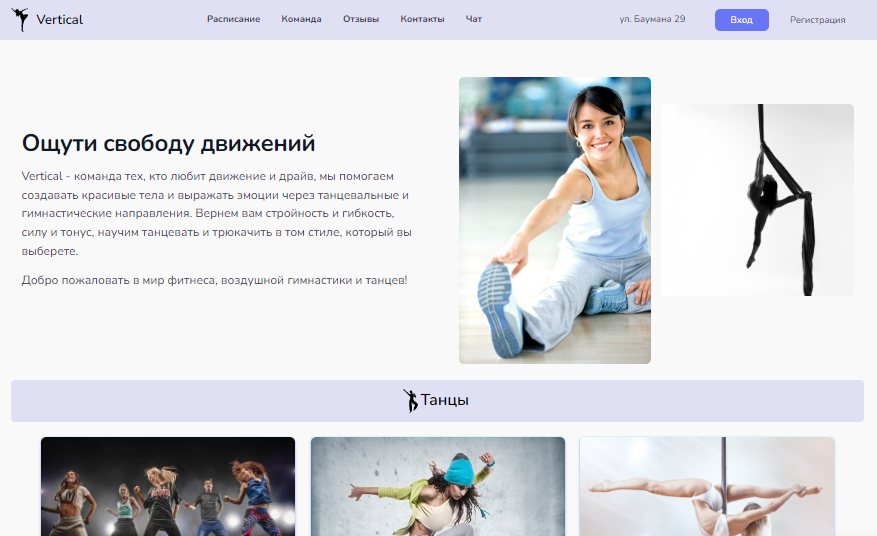 Vertical
Расписание Команда Отзывы Контакты Чат
ул. Баумана 29
Вход
Регистрация
Ощути свободу движений
Vertical - команда тех, кто любит движение и драйв, мы помогаем
создавать красивые тела и выражать эмоции через танцевальные и
гимнастические направления. Вернем вам стройность и гибкость,
силу и тонус, научим танцевать и трюкачить в том стиле, который вы
выберете.
Добро пожаловать в мир фитнеса, воздушной гимнастики и танцев!
Танцы